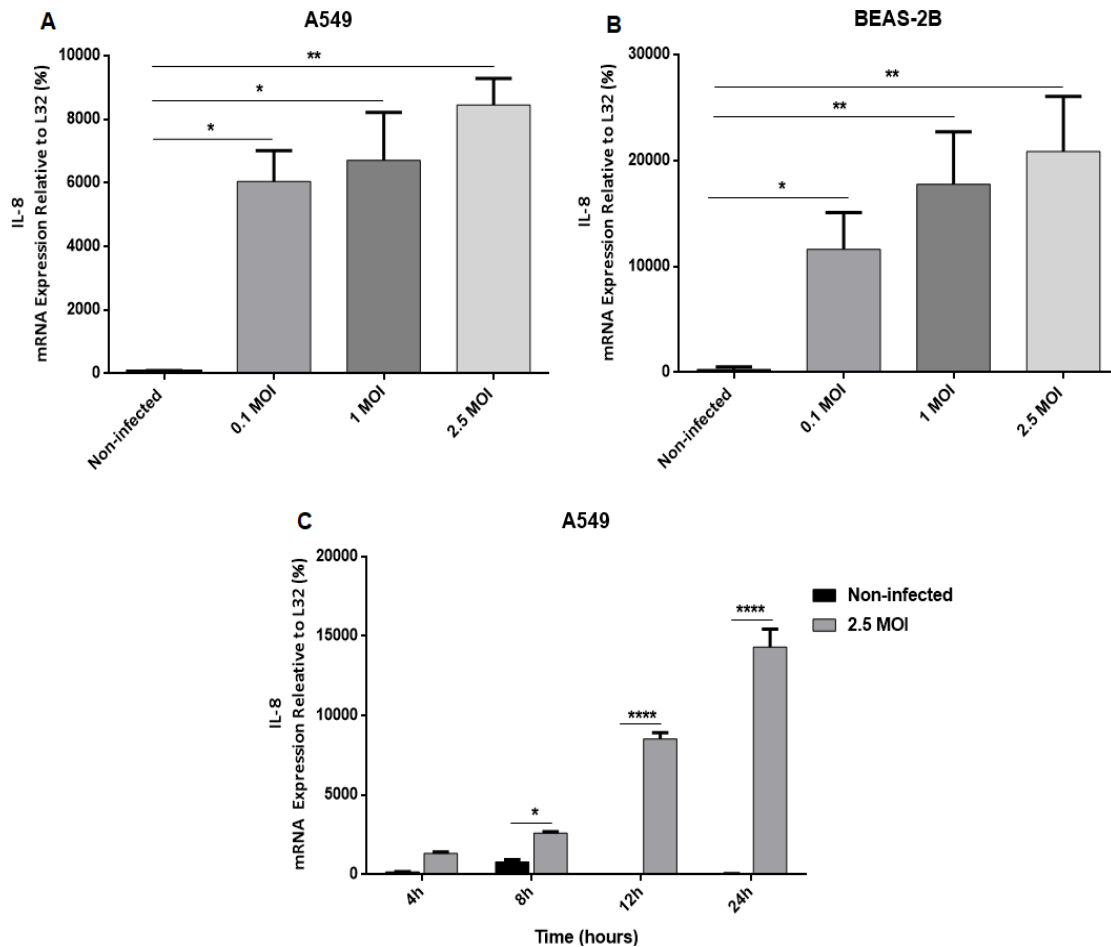 A
A549
IL-8
mRNA Expression Relative to L32 (%)
10000
8000
6000
4000
2000
0
**
*
*
Non-infected
0.1 MOI
1 MOI
2.5 MOI
B
BEAS-2B
IL-8
mRNA Expression Relative to L32 (%)
30000
20000
10000
0
**
**
*
Non-infected
0.1 MOI
1 MOI
2.5 MOI
C
A549
IL-8
mRNA Expression Releative to L32 (%)
20000
15000
10000
5000
0
*
****
****
4h
8h
12h
24h
Time (hours)
Non-infected
2.5 MOI